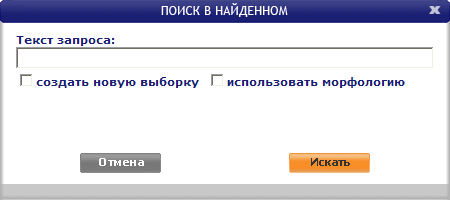 ПОИСК В НАЙДЕННОМ
Текст запроса:
создать новую выборку использовать морфологию
Отмена Искать